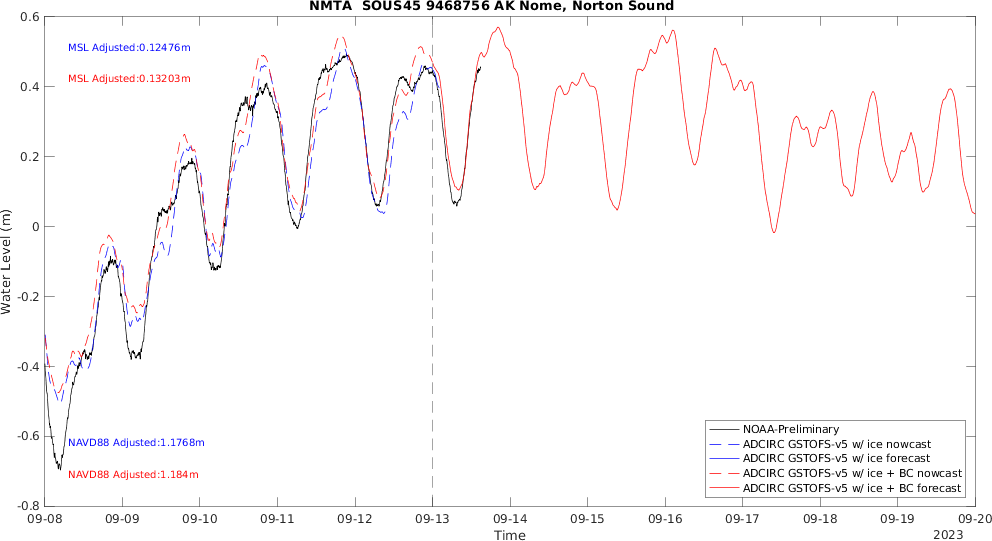 NMTA SOUS45 9468756 AK Nome, Norton Sound
0.6
0.4
0.2
0
-0.2
-0.4
-0.6
-0.8
Water Level (m)
MSL Adjusted:0.12476m
MSL Adjusted:0.13203m
NAVD88 Adjusted:1.1768m
NAVD88 Adjusted:1.184m
NOAA-Preliminary
ADCIRC GSTOFS-v5 w/ ice nowcast
ADCIRC GSTOFS-v5 w/ ice forecast
ADCIRC GSTOFS-v5 w/ ice + BC nowcast
ADCIRC GSTOFS-v5 w/ ice + BC forecast
09-08 09-09 09-10 09-11 09-12 09-13 09-14 09-15 09-16 09-17 09-18 09-19 09-20
Time
2023